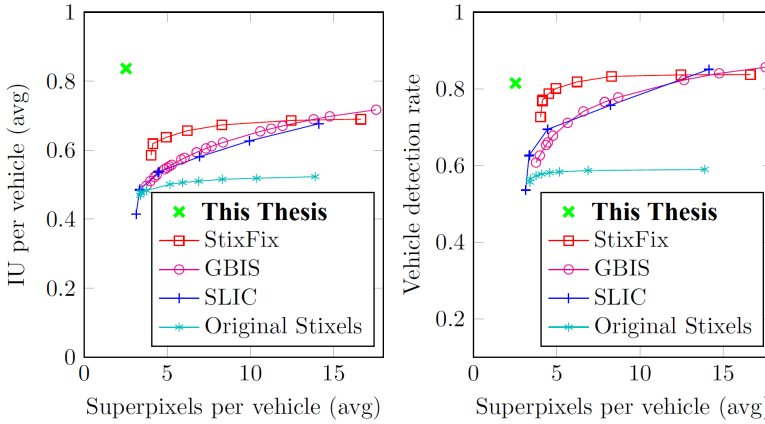 1
0.8
0.6
0.4
0.2
0
5
10
15
IU per vehicle (avg)
Superpixels per vehicle (avg)
This Thesis
StixFix
GBIS
SLIC
Original Stixels
1
0.8
0.6
0.4
0.2
5
10
15
Vehicle detection rate
Superpixels per vehicle (avg)
This Thesis
StixFix
GBIS
SLIC
Original Stixels